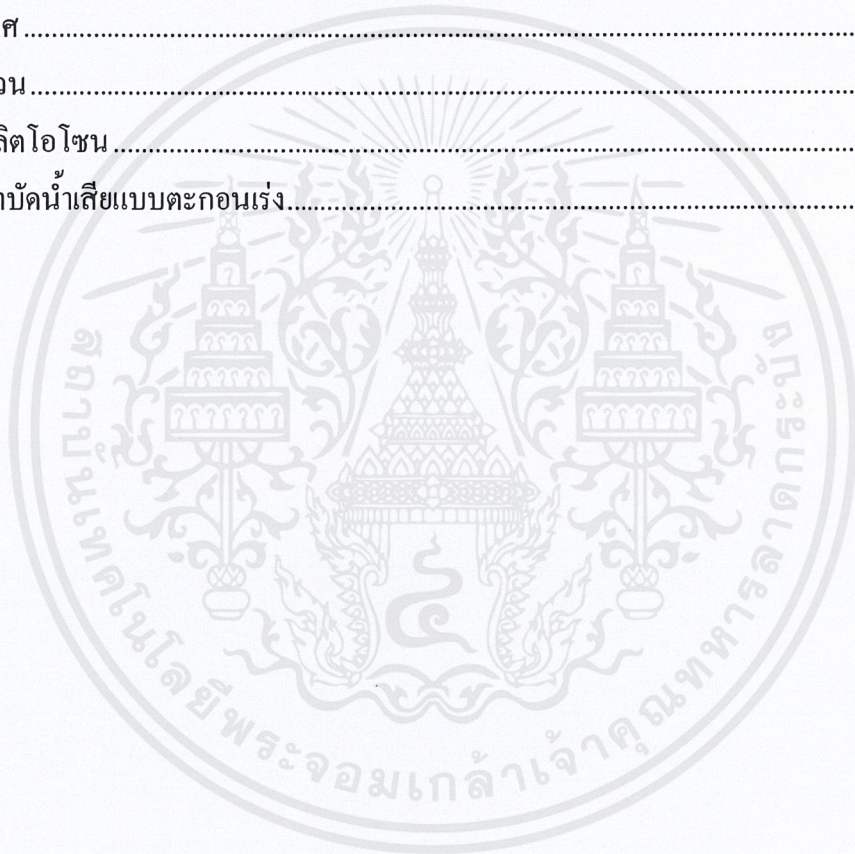 ศ
วน
ลิตโอโซน
าบัดน้ำเสียแบบตะกอนเร่ง
สถาบันเทคโนโลยีพระจอมเกล้าเจ้าคุณทหารลาดกระบัง